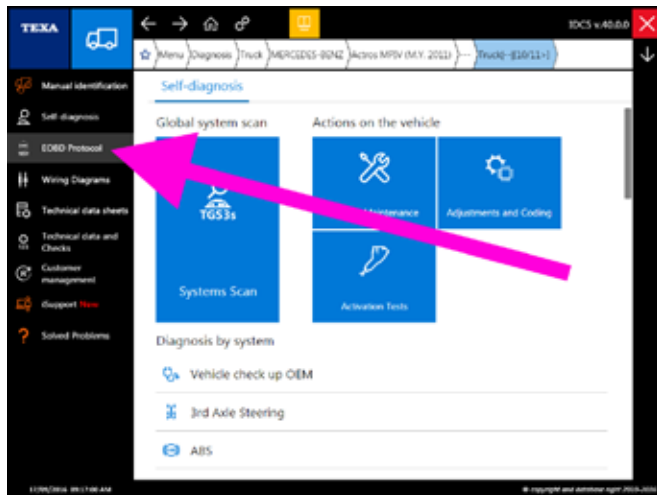 TEXA
IDC5 v.40.0.0
Menu Diagnosis Truck MERCEDES-BENZ Actros MPIV (M.Y. 2011) --- Truck[--][10/11>]
Manual identification
Self diagnosis
EOBD Protocol
Wiring Diagrams
Technical data sheets
Technical data and
Checks
Customer
management
iSupport New
Solved Problems
Self-diagnosis
Global system scan
Actions on the vehicle
TGS3s
Systems Scan
Maintenance
Adjustments and Coding
Activation Tests
Diagnosis by system
Vehicle check up OEM
3rd Axle Steering
ABS